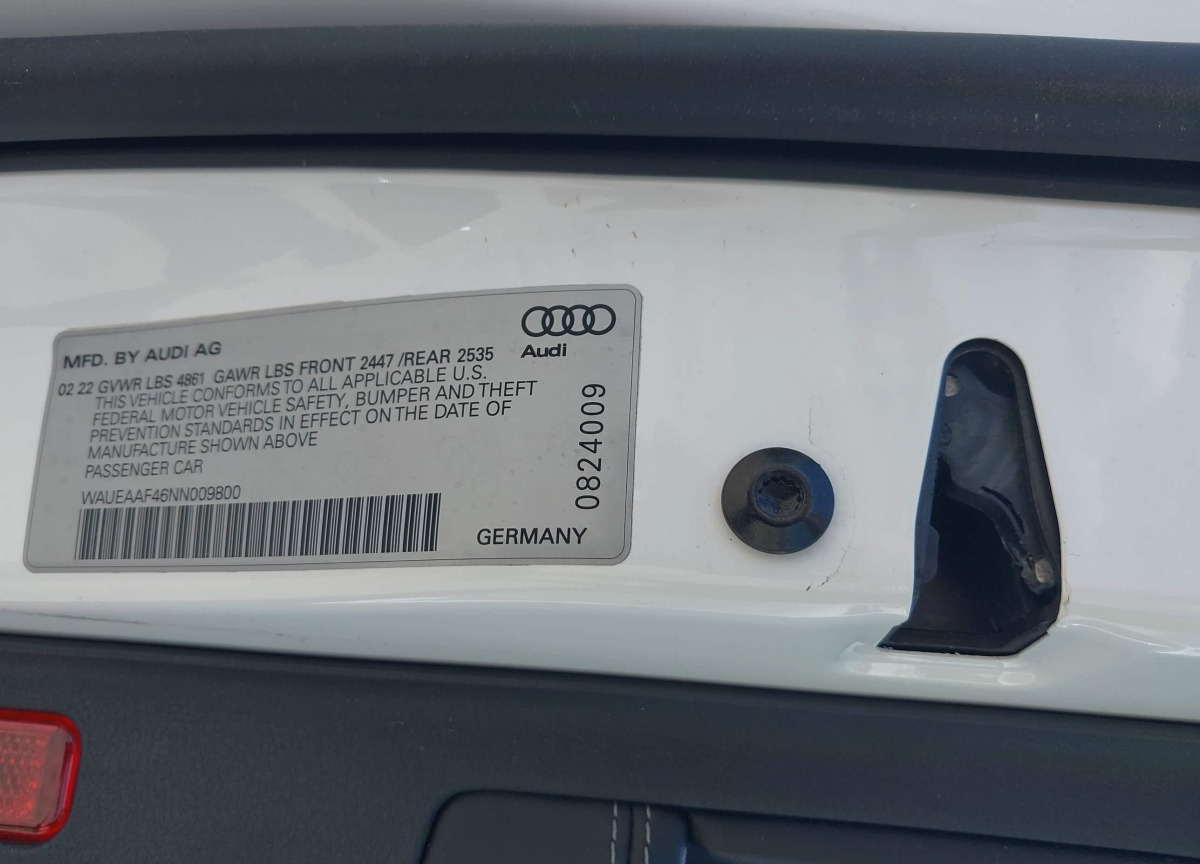 Audi
MFD. BY AUDI AG
02 22 GVWR LBS 4861 GAWR LBS FRONT 2447 /REAR 2535
THIS VEHICLE CONFORMS TO ALL APPLICABLE U.S.
FEDERAL MOTOR VEHICLE SAFETY, BUMPER AND THEFT
PREVENTION STANDARDS IN EFFECT ON THE DATE OF
MANUFACTURE SHOWN ABOVE
PASSENGER CAR
WAUEAAF46NN009800
GERMANY
0824009